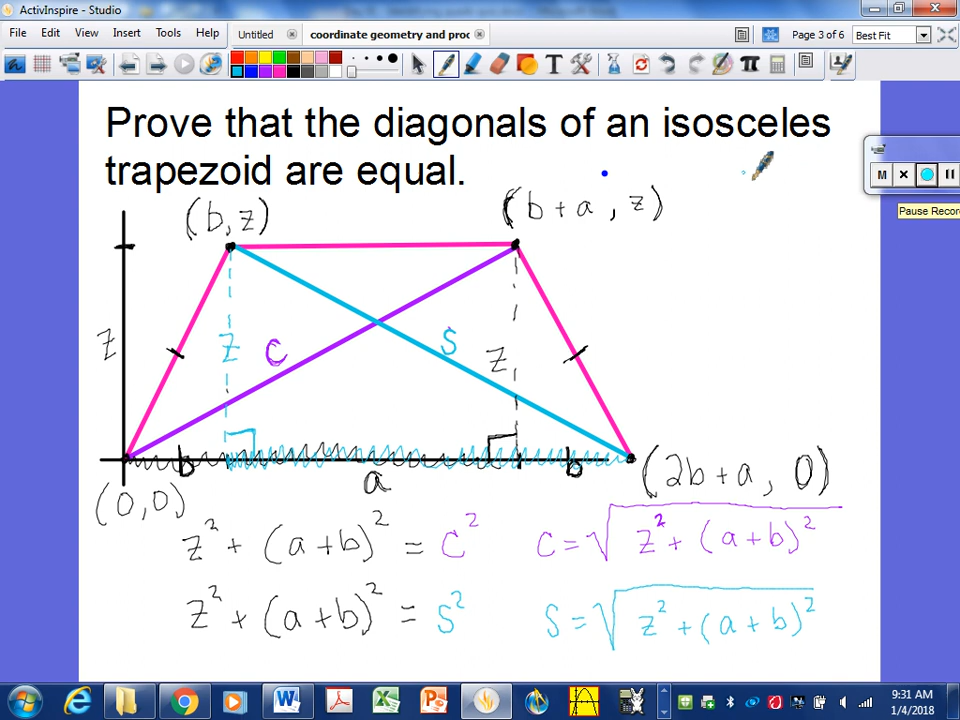 ActivInspire - Studio
File Edit View Insert Tools Help Untitled coordinate geometry and proc Page 3 of 6 Best Fit
Prove that the diagonals of an isosceles
trapezoid are equal.
M
Pause Recor
(b, z) (b + a, z)
z z C S z
b a b
(0, 0) (2b + a, 0)
z² + (a + b)² = C² C = √z² + (a + b)²
z² + (a + b)² = S² S = √z² + (a + b)²
9:31 AM
1/4/2018